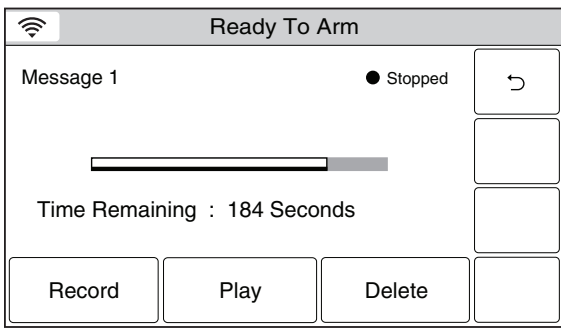 Ready To Arm
Message 1
Stopped
Time Remaining : 184 Seconds
Record
Play
Delete